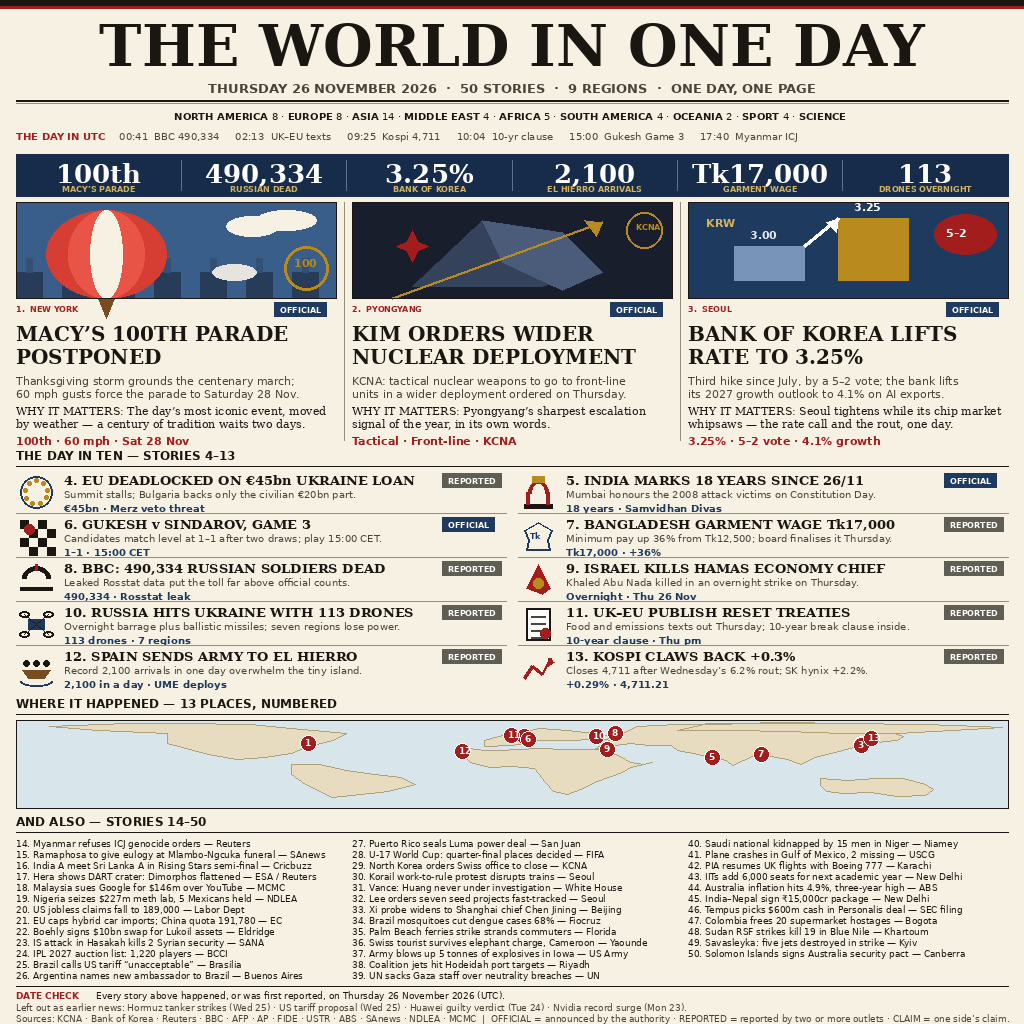 THE WORLD IN ONE DAY
THURSDAY 26 NOVEMBER 2026 · 50 STORIES · 9 REGIONS · ONE DAY, ONE PAGE
NORTH AMERICA 8 · EUROPE 8 · ASIA 14 · MIDDLE EAST 4 · AFRICA 5 · SOUTH AMERICA 4 · OCEANIA 2 · SPORT 4 · SCIENCE
THE DAY IN UTC 00:41 BBC 490,334 02:13 UK–EU texts 09:25 Kospi 4,711 10:04 10-yr clause 15:00 Gukesh Game 3 17:40 Myanmar ICJ
100th
MACY'S PARADE
490,334
RUSSIAN DEAD
3.25%
BANK OF KOREA
2,100
EL HIERRO ARRIVALS
Tk17,000
GARMENT WAGE
113
DRONES OVERNIGHT
100
1. NEW YORK
OFFICIAL
MACY'S 100TH PARADE
POSTPONED
Thanksgiving storm grounds the centenary march;
60 mph gusts force the parade to Saturday 28 Nov.
WHY IT MATTERS: The day's most iconic event, moved
by weather — a century of tradition waits two days.
100th · 60 mph · Sat 28 Nov
KCNA
2. PYONGYANG
OFFICIAL
KIM ORDERS WIDER
NUCLEAR DEPLOYMENT
KCNA: tactical nuclear weapons to go to front-line
units in a wider deployment ordered on Thursday.
WHY IT MATTERS: Pyongyang's sharpest escalation
signal of the year, in its own words.
Tactical · Front-line · KCNA
KRW
3.00
3.25
5–2
3. SEOUL
OFFICIAL
BANK OF KOREA LIFTS
RATE TO 3.25%
Third hike since July, by a 5–2 vote; the bank lifts
its 2027 growth outlook to 4.1% on AI exports.
WHY IT MATTERS: Seoul tightens while its chip market
whipsaws — the rate call and the rout, one day.
3.25% · 5–2 vote · 4.1% growth
THE DAY IN TEN — STORIES 4–13
4. EU DEADLOCKED ON €45bn UKRAINE LOAN
REPORTED
Summit stalls; Bulgaria backs only the civilian €20bn part.
€45bn · Merz veto threat
5. INDIA MARKS 18 YEARS SINCE 26/11
OFFICIAL
Mumbai honours the 2008 attack victims on Constitution Day.
18 years · Samvidhan Divas
6. GUKESH v SINDAROV, GAME 3
OFFICIAL
Candidates match level at 1–1 after two draws; play 15:00 CET.
1–1 · 15:00 CET
Tk
7. BANGLADESH GARMENT WAGE Tk17,000
REPORTED
Minimum pay up 36% from Tk12,500; board finalises it Thursday.
Tk17,000 · +36%
8. BBC: 490,334 RUSSIAN SOLDIERS DEAD
REPORTED
Leaked Rosstat data put the toll far above official counts.
490,334 · Rosstat leak
9. ISRAEL KILLS HAMAS ECONOMY CHIEF
REPORTED
Khaled Abu Nada killed in an overnight strike on Thursday.
Overnight · Thu 26 Nov
10. RUSSIA HITS UKRAINE WITH 113 DRONES
REPORTED
Overnight barrage plus ballistic missiles; seven regions lose power.
113 drones · 7 regions
11. UK–EU PUBLISH RESET TREATIES
REPORTED
Food and emissions texts out Thursday; 10-year break clause inside.
10-year clause · Thu pm
12. SPAIN SENDS ARMY TO EL HIERRO
REPORTED
Record 2,100 arrivals in one day overwhelm the tiny island.
2,100 in a day · UME deploys
13. KOSPI CLAWS BACK +0.3%
REPORTED
Closes 4,711 after Wednesday's 6.2% rout; SK hynix +2.2%.
+0.29% · 4,711.21
WHERE IT HAPPENED — 13 PLACES, NUMBERED
1
12
11
6
10
8
9
5
7
3
13
AND ALSO — STORIES 14–50
14. Myanmar refuses ICJ genocide orders — Reuters
15. Ramaphosa to give eulogy at Mlambo-Ngcuka funeral — SAnews
16. India A meet Sri Lanka A in Rising Stars semi-final — Cricbuzz
17. Hera shows DART crater: Dimorphos flattened — ESA / Reuters
18. Malaysia sues Google for $146m over YouTube — MCMC
19. Nigeria seizes $227m meth lab, 5 Mexicans held — NDLEA
20. US jobless claims fall to 189,000 — Labor Dept
21. EU caps hybrid car imports; China quota 191,780 — EC
22. Boehly signs $10bn swap for Lukoil assets — Eldridge
23. IS attack in Hasakah kills 2 Syrian security — SANA
24. IPL 2027 auction list: 1,220 players — BCCI
25. Brazil calls US tariff "unacceptable" — Brasilia
26. Argentina names new ambassador to Brazil — Buenos Aires
27. Puerto Rico seals Luma power deal — San Juan
28. U-17 World Cup: quarter-final places decided — FIFA
29. North Korea orders Swiss office to close — KCNA
30. Korail work-to-rule protest disrupts trains — Seoul
31. Vance: Huang never under investigation — White House
32. Lee orders seven seed projects fast-tracked — Seoul
33. Xi probe widens to Shanghai chief Chen Jining — Beijing
34. Brazil mosquitoes cut dengue cases 68% — Fiocruz
35. Palm Beach ferries strike strands commuters — Florida
36. Swiss tourist survives elephant charge, Cameroon — Yaounde
37. Army blows up 5 tonnes of explosives in Iowa — US Army
38. Coalition jets hit Hodeidah port targets — Riyadh
39. UN sacks Gaza staff over neutrality breaches — UN
40. Saudi national kidnapped by 15 men in Niger — Niamey
41. Plane crashes in Gulf of Mexico, 2 missing — USCG
42. PIA resumes UK flights with Boeing 777 — Karachi
43. IITs add 6,000 seats for next academic year — New Delhi
44. Australia inflation hits 4.9%, three-year high — ABS
45. India–Nepal sign ₹15,000cr package — New Delhi
46. Tempus picks $600m cash in Personalis deal — SEC filing
47. Colombia frees 20 supermarket hostages — Bogota
48. Sudan RSF strikes kill 19 in Blue Nile — Khartoum
49. Savasleyka: five jets destroyed in strike — Kyiv
50. Solomon Islands signs Australia security pact — Canberra
DATE CHECK Every story above happened, or was first reported, on Thursday 26 November 2026 (UTC).
Left out as earlier news: Hormuz tanker strikes (Wed 25) · US tariff proposal (Wed 25) · Huawei guilty verdict (Tue 24) · Nvidia record surge (Mon 23).
Sources: KCNA · Bank of Korea · Reuters · BBC · AFP · AP · FIDE · USTR · ABS · SAnews · NDLEA · MCMC | OFFICIAL = announced by the authority · REPORTED = reported by two or more outlets · CLAIM = one side's claim.